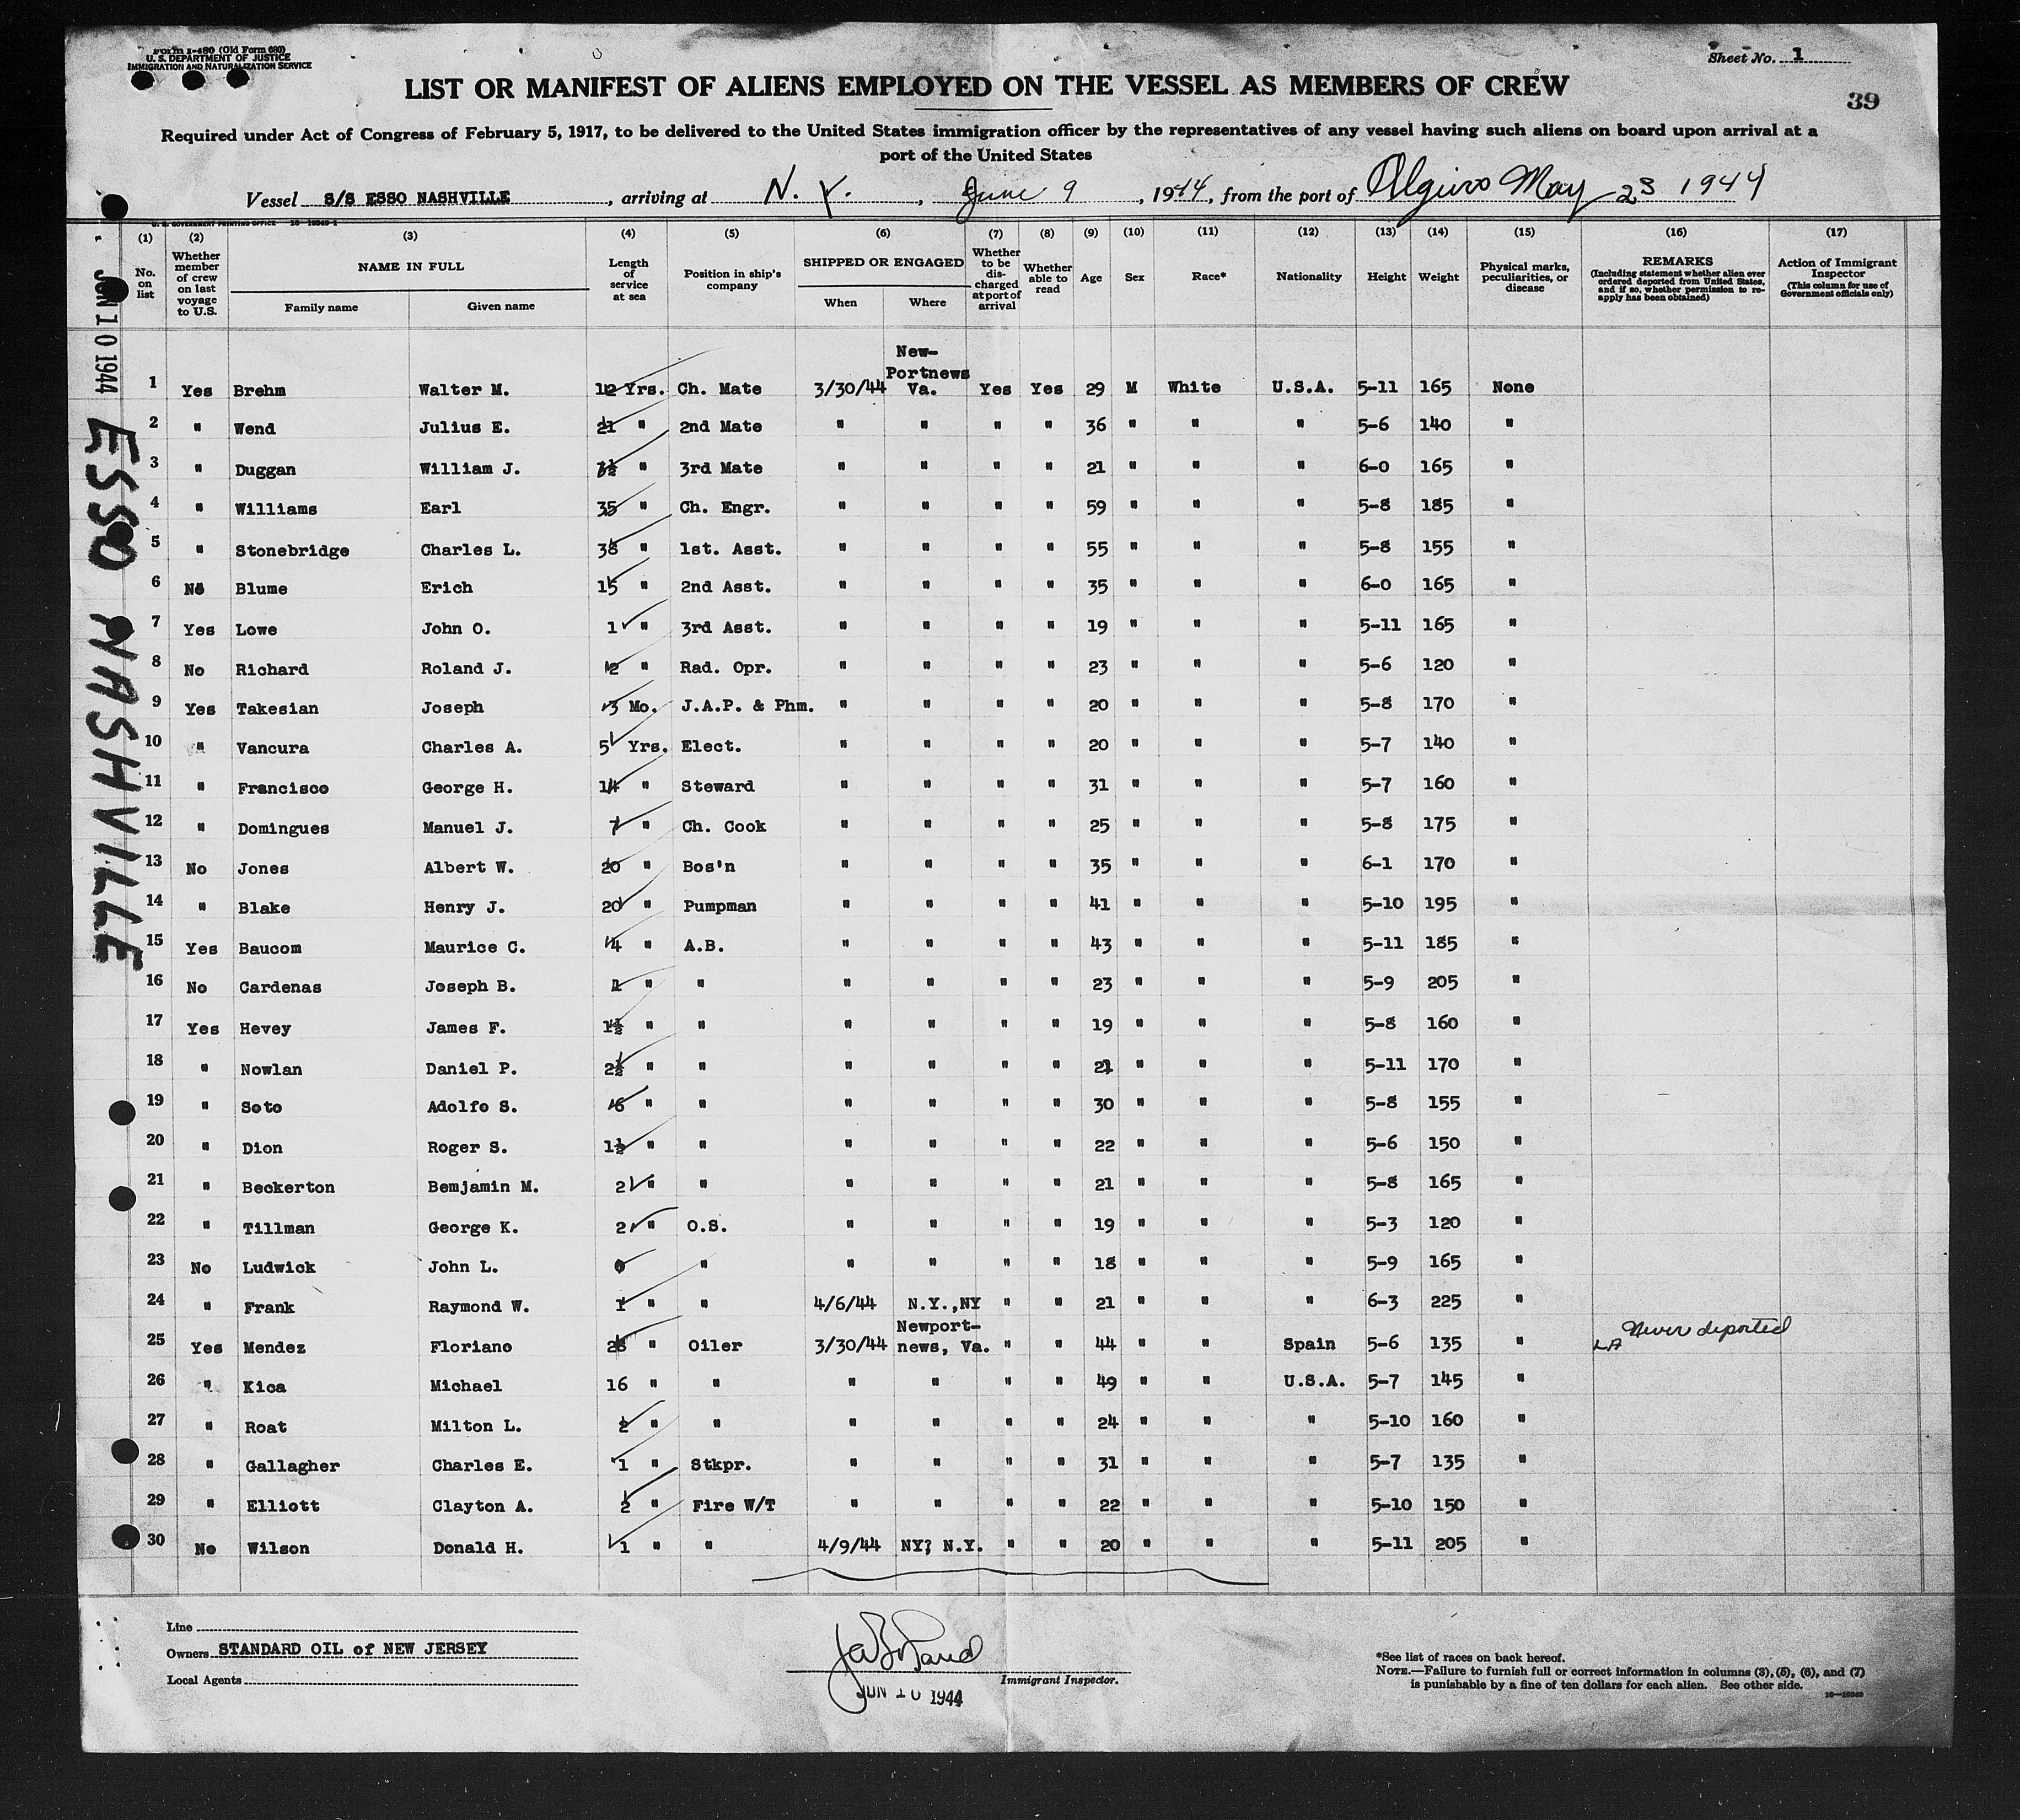 Form I-480 (Old Form 680)
U. S. DEPARTMENT OF JUSTICE
IMMIGRATION AND NATURALIZATION SERVICE
Sheet No. 1
39
LIST OR MANIFEST OF ALIENS EMPLOYED ON THE VESSEL AS MEMBERS OF CREW
Required under Act of Congress of February 5, 1917, to be delivered to the United States immigration officer by the representatives of any vessel having such aliens on board upon arrival at a
port of the United States
Vessel S/S ESSO NASHVILLE, arriving at N. Y., June 9, 1944, from the port of May 23 1944
U. S. GOVERNMENT PRINTING OFFICE
JUN 10 1944
ESSO NASHVILLE
(1) (2) (3) (4) (5) (6) (7) (8) (9) (10) (11) (12) (13) (14) (15) (16) (17)
No. on list
Whether member of crew on last voyage to U.S.
NAME IN FULL
Family name Given name
Length of service at sea
Position in ship's company
SHIPPED OR ENGAGED
When Where
Whether to be discharged at port of arrival
Whether able to read
Age
Sex
Race*
Nationality
Height
Weight
Physical marks, peculiarities, or disease
REMARKS
(Including statement whether alien ever ordered deported from United States, and if so, whether permission to reapply has been obtained)
Action of Immigrant Inspector
(This column for use of Government officials only)
New-
Portnews
1 Yes Brehm Walter M. 12 Yrs. Ch. Mate 3/30/44 Va. Yes Yes 29 M White U.S.A. 5-11 165 None
2 " Wend Julius E. 21 " 2nd Mate " " " " 36 " " " 5-6 140 "
3 " Duggan William J. " 3rd Mate " " " " 21 " " " 6-0 165 "
4 " Williams Earl 35 " Ch. Engr. " " " " 59 " " " 5-8 185 "
5 " Stonebridge Charles L. 38 " 1st. Asst. " " " " 55 " " " 5-8 155 "
6 No Blume Erich 15 " 2nd Asst. " " " " 35 " " " 6-0 165 "
7 Yes Lowe John O. 1 " 3rd Asst. " " " " 19 " " " 5-11 165 "
8 No Richard Roland J. " Rad. Opr. " " " " 23 " " " 5-6 120 "
9 Yes Takesian Joseph 3 Mo. J.A.P. & Phm. " " " " 20 " " " 5-8 170 "
10 " Vancura Charles A. 5 Yrs. Elect. " " " " 20 " " " 5-7 140 "
11 " Francisco George H. 14 " Steward " " " " 31 " " " 5-7 160 "
12 " Domingues Manuel J. 7 " Ch. Cook " " " " 25 " " " 5-8 175 "
13 No Jones Albert W. 20 " Bos'n " " " " 35 " " " 6-1 170 "
14 " Blake Henry J. 20 " Pumpman " " " " 41 " " " 5-10 195 "
15 Yes Baucom Maurice C. 4 " A.B. " " " " 43 " " " 5-11 185 "
16 No Cardenas Joseph B. 1 " " " " " " 23 " " " 5-9 205 "
17 Yes Hevey James F. 1½ " " " " " " 19 " " " 5-8 160 "
18 " Nowlan Daniel P. 2½ " " " " " " 21 " " " 5-11 170 "
19 " Soto Adolfo S. 6 " " " " " " 30 " " " 5-8 155 "
20 " Dion Roger S. 1½ " " " " " " 22 " " " 5-6 150 "
21 " Beckerton Bemjamin M. 2 " " " " " " 21 " " " 5-8 165 "
22 " Tillman George K. 2 " O.S. " " " " 19 " " " 5-3 120 "
23 No Ludwick John L. 0 " " " " " 18 " " " 5-9 165 "
24 " Frank Raymond W. 1 " " 4/6/44 N.Y.,NY " " 21 " " " 6-3 225 "
Newport-
25 Yes Mendez Floriano 28 " Oiler 3/30/44 news, Va. " " 44 " " Spain 5-6 135 " Never deported
26 " Kica Michael 16 " " " " " " 49 " " U.S.A. 5-7 145 "
27 " Roat Milton L. 2 " " " " " " 24 " " " 5-10 160 "
28 " Gallagher Charles E. 1 " Stkpr. " " " " 31 " " " 5-7 135 "
29 " Elliott Clayton A. 2 " Fire W/T " " " " 22 " " " 5-10 150 "
30 No Wilson Donald H. 1 " " 4/9/44 NY? N.Y. " " 20 " " " 5-11 205 "
Line
Owners STANDARD OIL of NEW JERSEY
Local Agents
Immigrant Inspector.
JUN 10 1944
*See list of races on back hereof.
NOTE.—Failure to furnish full or correct information in columns (3), (5), (6), and (7)
is punishable by a fine of ten dollars for each alien. See other side.